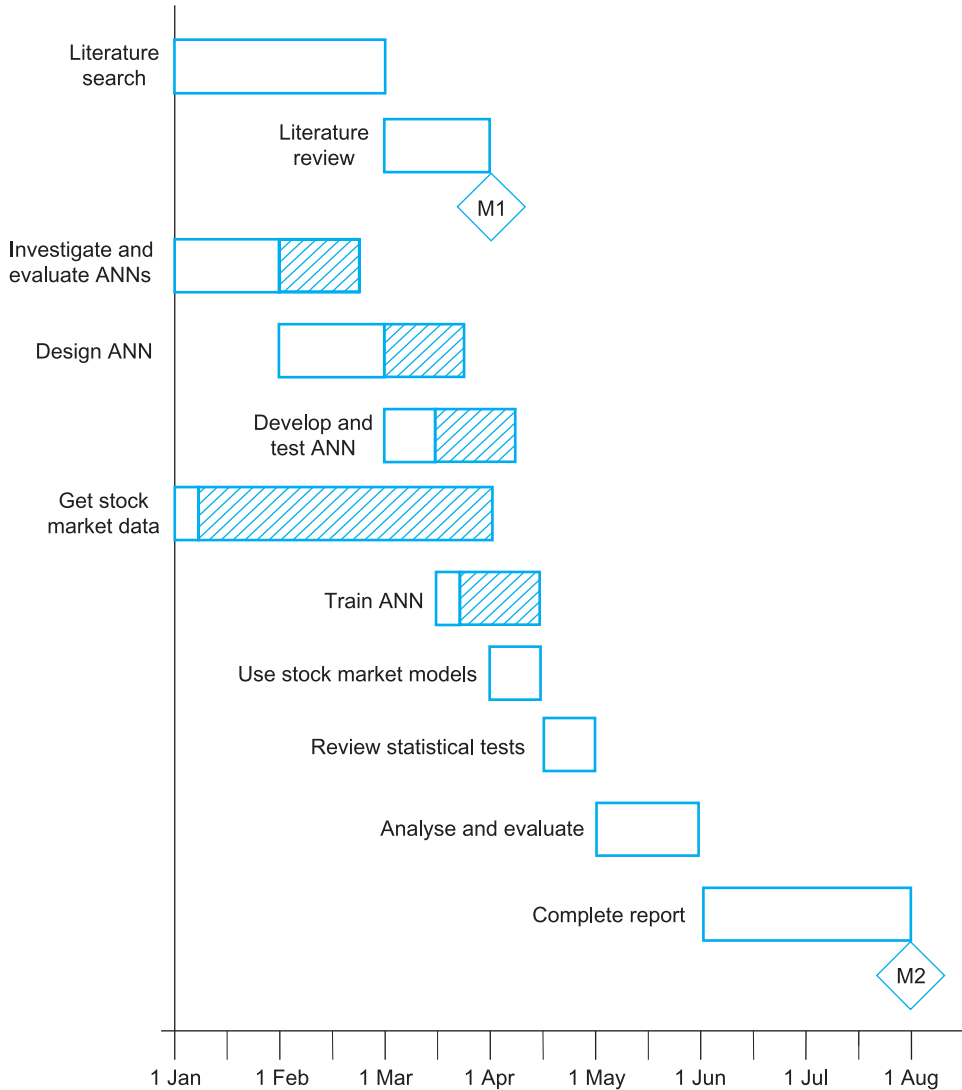 Literature
search
Literature
review
M1
Investigate and
evaluate ANNs
Design ANN
Develop and
test ANN
Get stock
market data
Train ANN
Use stock market models
Review statistical tests
Analyse and evaluate
Complete report
M2
1 Jan 1 Feb 1 Mar 1 Apr 1 May 1 Jun 1 Jul 1 Aug